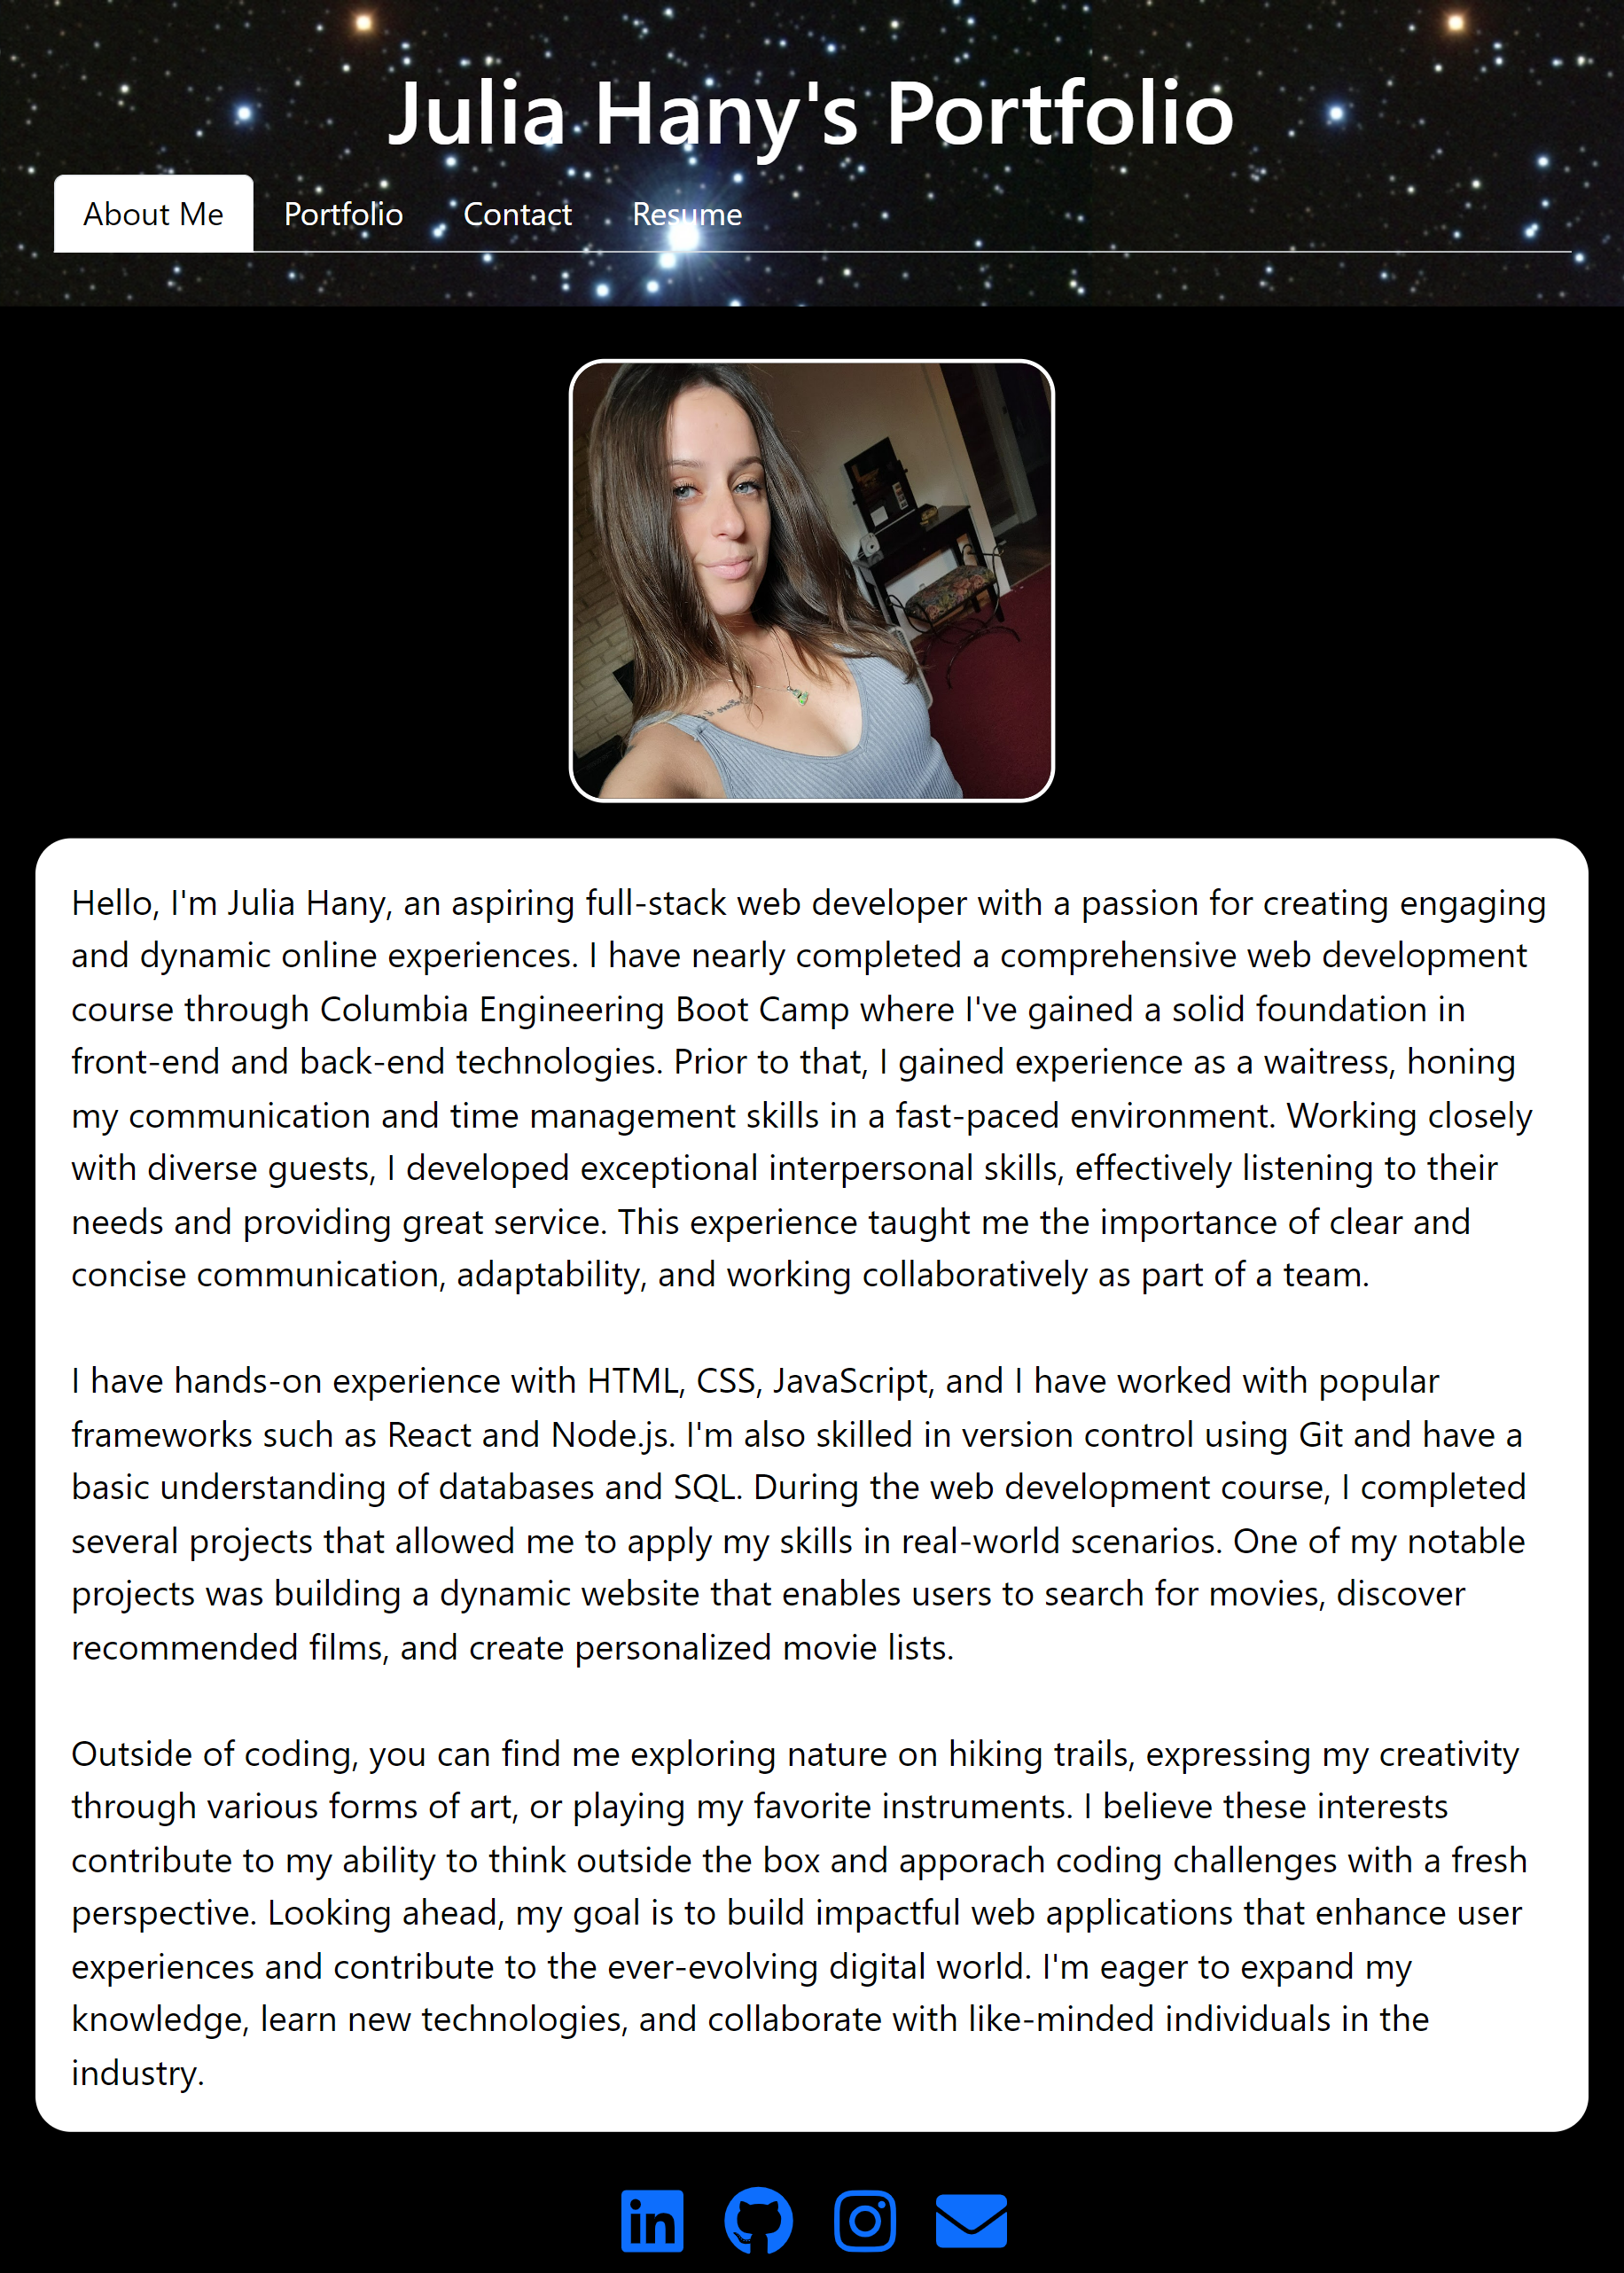 Julia Hany's Portfolio
About Me
Portfolio
Contact
Resume
Hello, I'm Julia Hany, an aspiring full-stack web developer with a passion for creating engaging
and dynamic online experiences. I have nearly completed a comprehensive web development
course through Columbia Engineering Boot Camp where I've gained a solid foundation in
front-end and back-end technologies. Prior to that, I gained experience as a waitress, honing
my communication and time management skills in a fast-paced environment. Working closely
with diverse guests, I developed exceptional interpersonal skills, effectively listening to their
needs and providing great service. This experience taught me the importance of clear and
concise communication, adaptability, and working collaboratively as part of a team.
I have hands-on experience with HTML, CSS, JavaScript, and I have worked with popular
frameworks such as React and Node.js. I'm also skilled in version control using Git and have a
basic understanding of databases and SQL. During the web development course, I completed
several projects that allowed me to apply my skills in real-world scenarios. One of my notable
projects was building a dynamic website that enables users to search for movies, discover
recommended films, and create personalized movie lists.
Outside of coding, you can find me exploring nature on hiking trails, expressing my creativity
through various forms of art, or playing my favorite instruments. I believe these interests
contribute to my ability to think outside the box and apporach coding challenges with a fresh
perspective. Looking ahead, my goal is to build impactful web applications that enhance user
experiences and contribute to the ever-evolving digital world. I'm eager to expand my
knowledge, learn new technologies, and collaborate with like-minded individuals in the
industry.
in